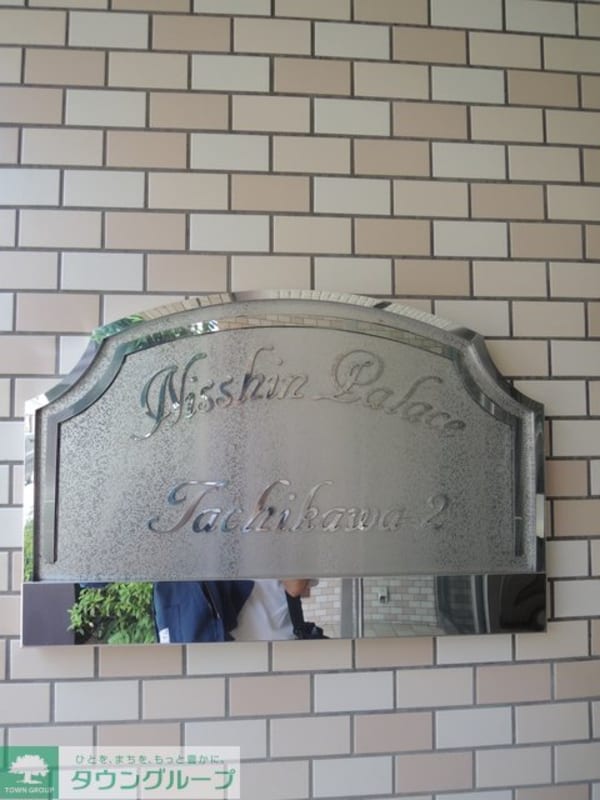 Nisshin Palace
Tachikawa 2
ひとを、まちを、もっと豊かに。
TOWN GROUP
タウングループ